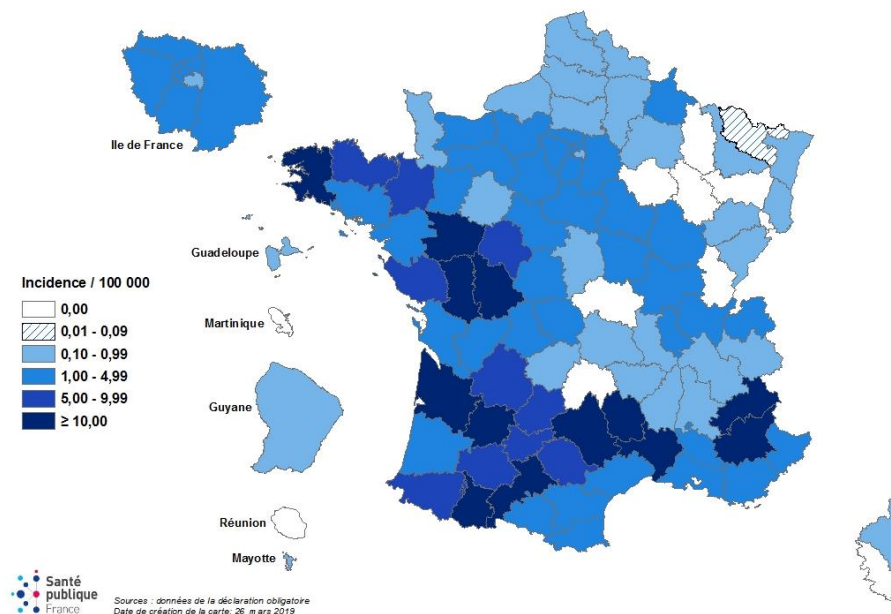 Ile de France
Guadeloupe
Incidence / 100 000
0,00
0,01 - 0,09
0,10 - 0,99
1,00 - 4,99
5,00 - 9,99
≥ 10,00
Martinique
Guyane
Réunion
Mayotte
Santé
publique
France
Sources : données de la déclaration obligatoire
Date de création de la carte: 26 mars 2019